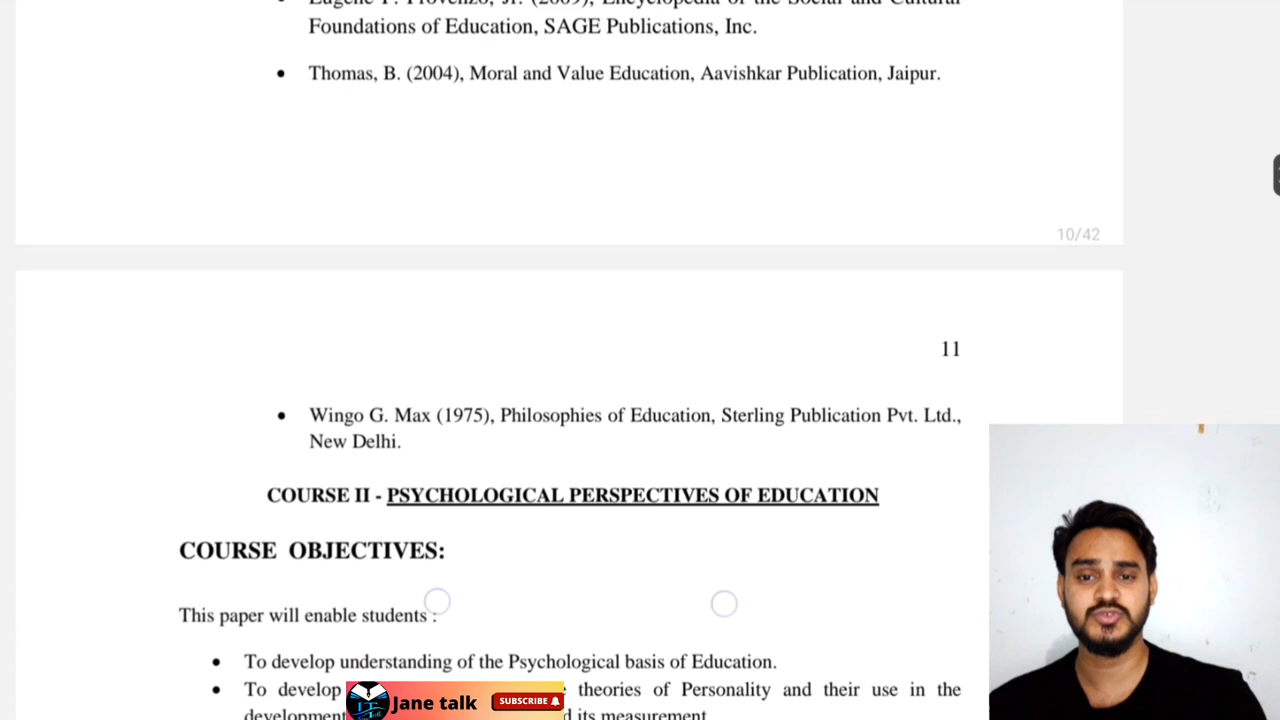 Foundations of Education, SAGE Publications, Inc.
• Thomas, B. (2004), Moral and Value Education, Aavishkar Publication, Jaipur.
10/42
11
• Wingo G. Max (1975), Philosophies of Education, Sterling Publication Pvt. Ltd.,
New Delhi.
COURSE II - PSYCHOLOGICAL PERSPECTIVES OF EDUCATION
COURSE OBJECTIVES:
This paper will enable students :
• To develop understanding of the Psychological basis of Education.
• To develop theories of Personality and their use in the
development its measurement
Jane talk
SUBSCRIBE